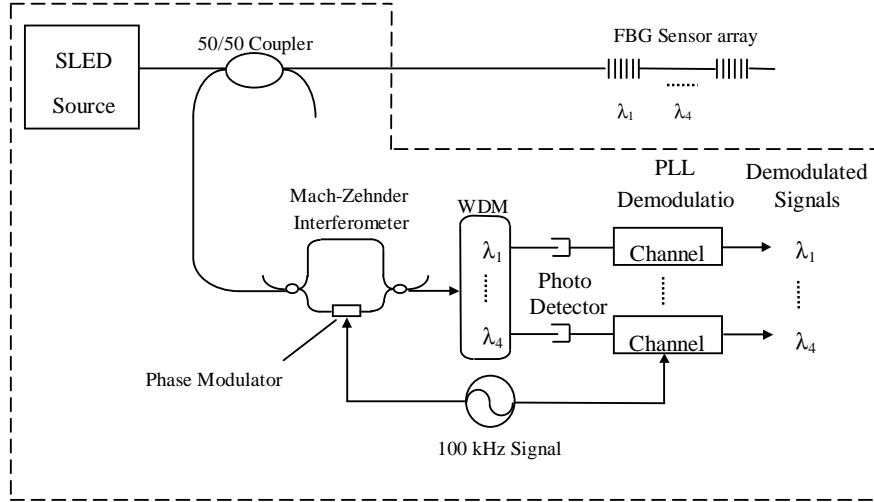 50/50 Coupler
SLED
Source
FBG Sensor array
λ1
λ4
Mach-Zehnder
Interferometer
WDM
PLL
Demodulatio
Demodulated
Signals
λ1
Channel
λ1
Photo
Detector
λ4
Channel
λ4
Phase Modulator
100 kHz Signal